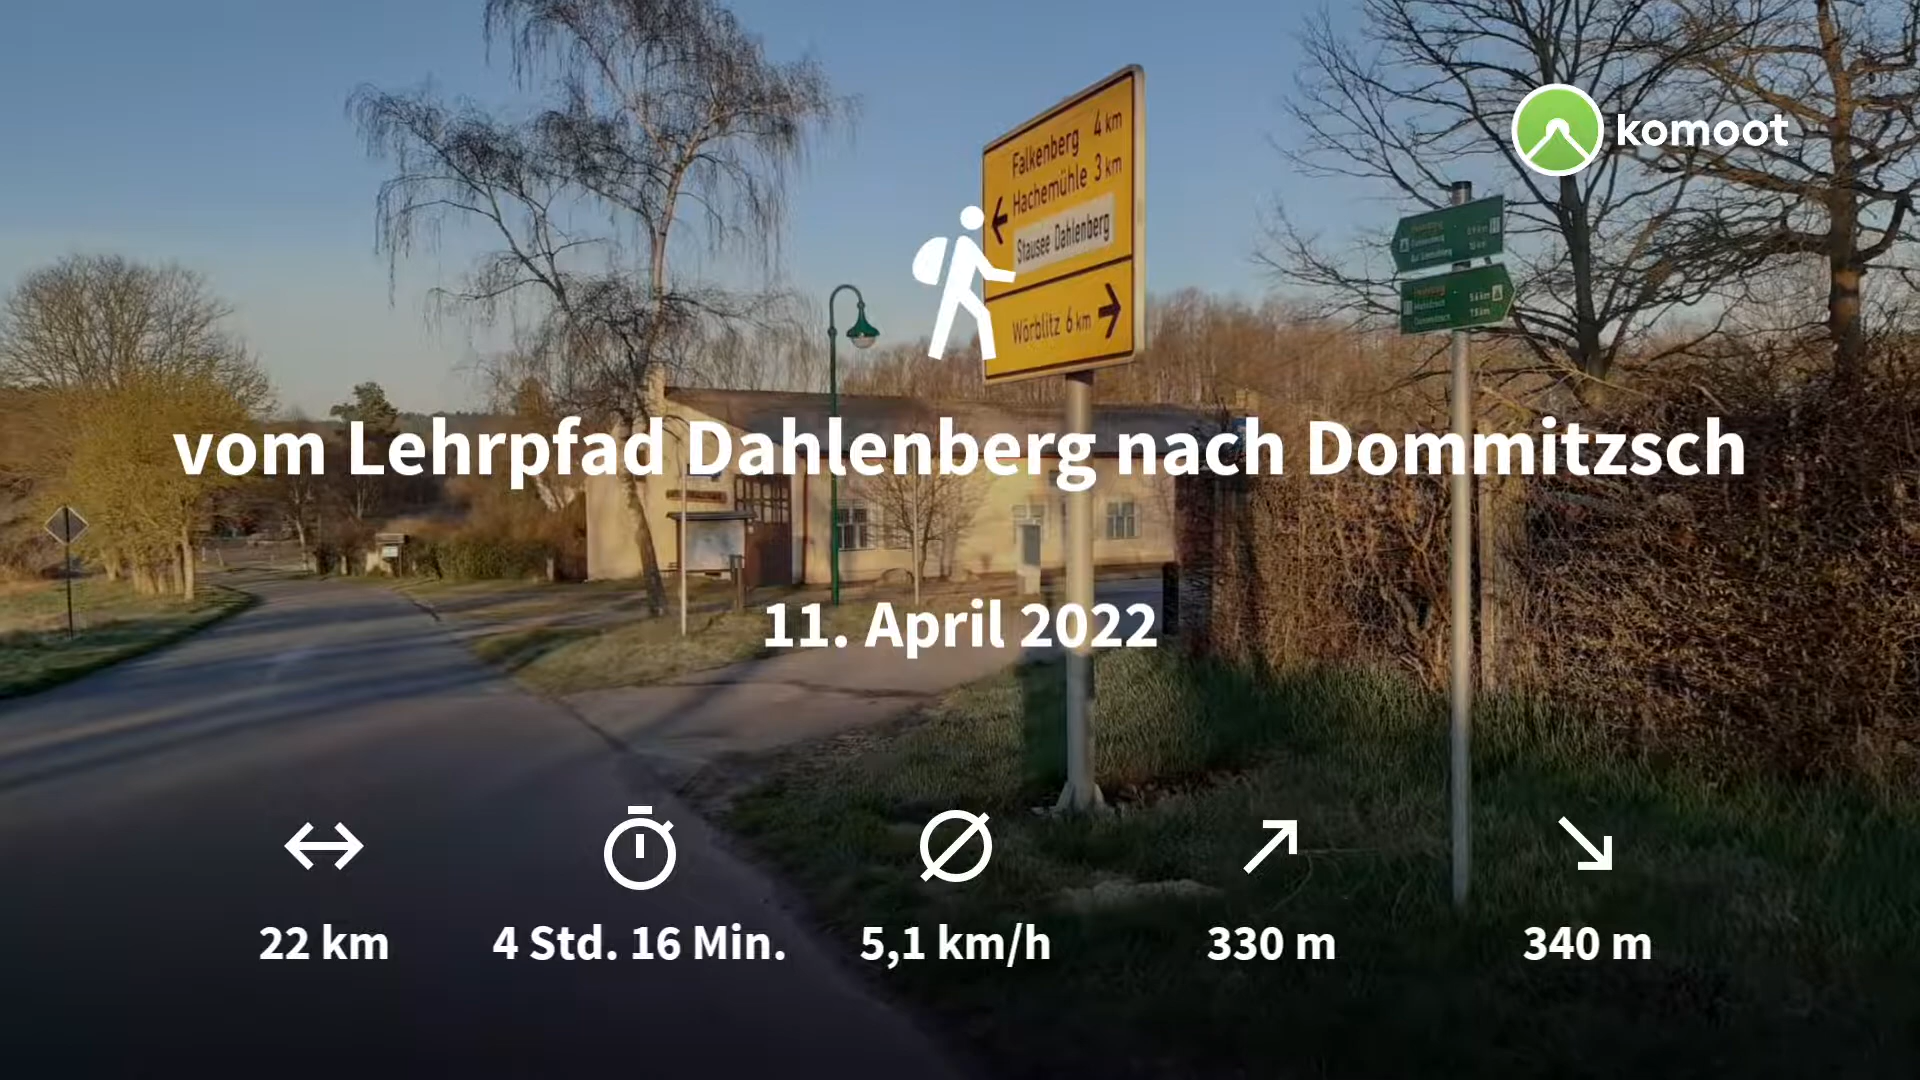 komoot
Falkenberg 4 km
Hachemühle 3 km
Stausee Dahlenberg
Wörblitz 6 km
vom Lehrpfad Dahlenberg nach Dommitzsch
11. April 2022
22 km
4 Std. 16 Min.
5,1 km/h
330 m
340 m